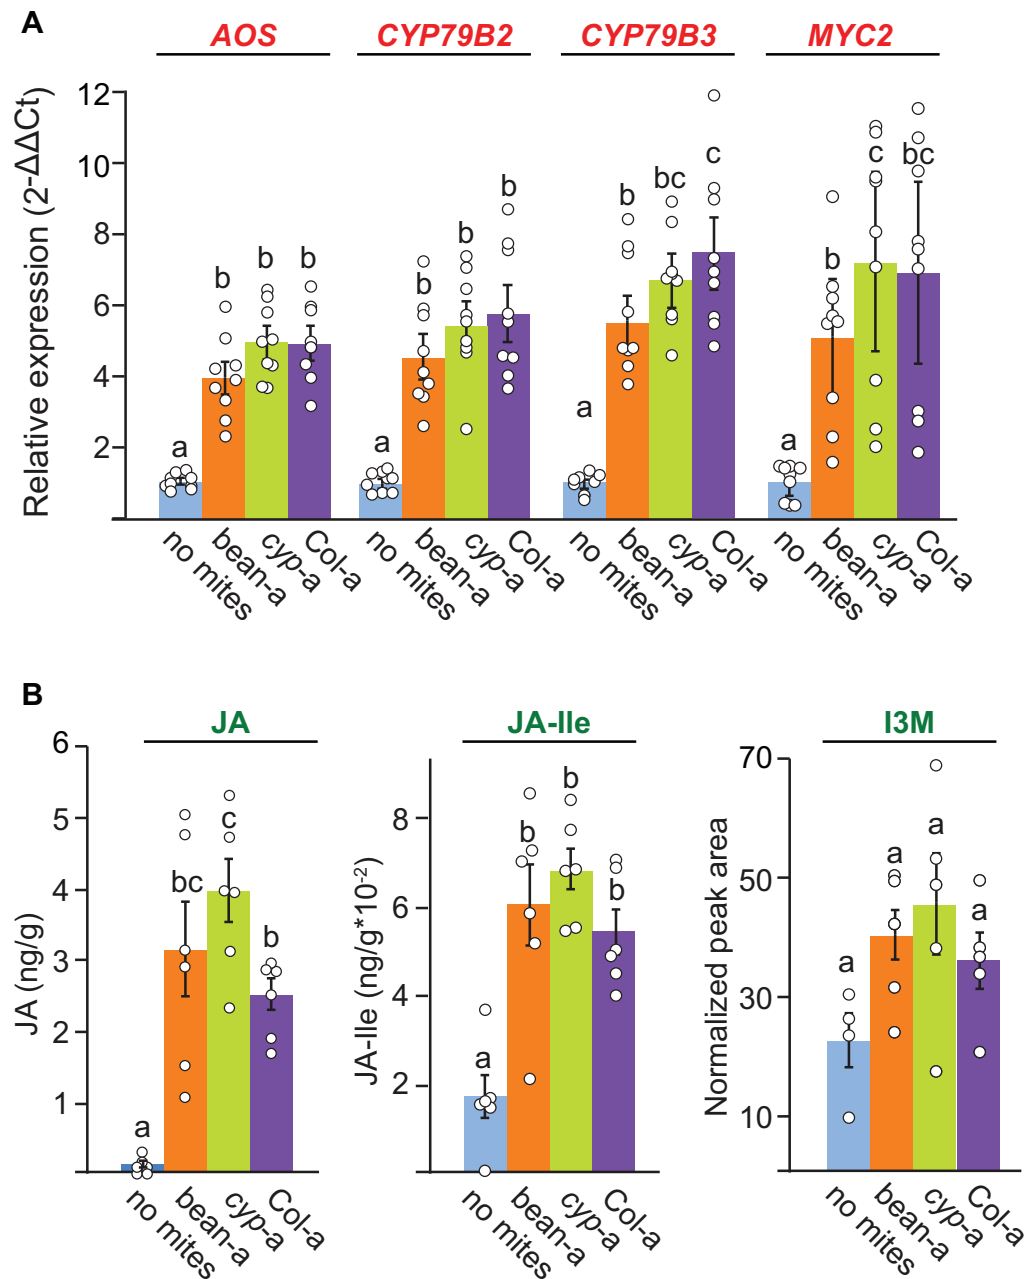 A
AOS CYP79B2 CYP79B3 MYC2
Relative expression (2-ΔΔCt)
12
10
8
6
4
2
a b b b a b b b a b bc c a b c bc
no mites bean-a cyp-a Col-a no mites bean-a cyp-a Col-a no mites bean-a cyp-a Col-a no mites bean-a cyp-a Col-a
B
JA
JA (ng/g)
6
5
4
3
2
1
a bc c b
no mites bean-a cyp-a Col-a
JA-Ile
JA-Ile (ng/g*10-2)
8
6
4
2
a b b b
no mites bean-a cyp-a Col-a
I3M
Normalized peak area
70
50
30
10
a a a a
no mites bean-a cyp-a Col-a